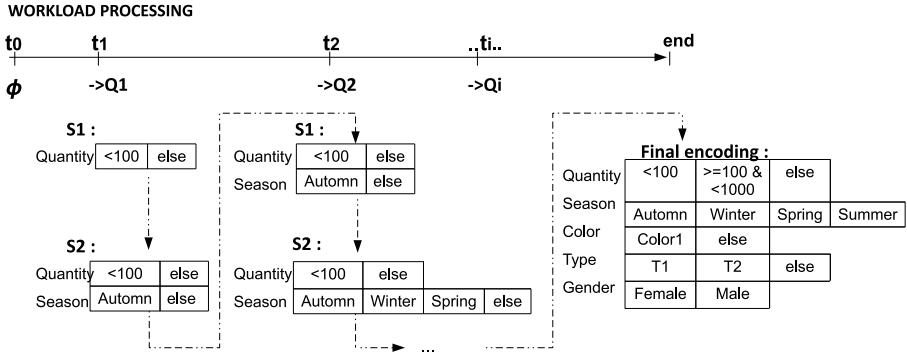 WORKLOAD PROCESSING
t0 t1 t2 ..ti.. end
ϕ ->Q1 ->Q2 ->Qi
S1 :
Quantity <100 else
S2 :
Quantity <100 else
Season Automn else
S1 :
Quantity <100 else
Season Automn else
S2 :
Quantity <100 else
Season Automn Winter Spring else
...
Final encoding :
Quantity <100 >=100 & <1000 else
Season Automn Winter Spring Summer
Color Color1 else
Type T1 T2 else
Gender Female Male